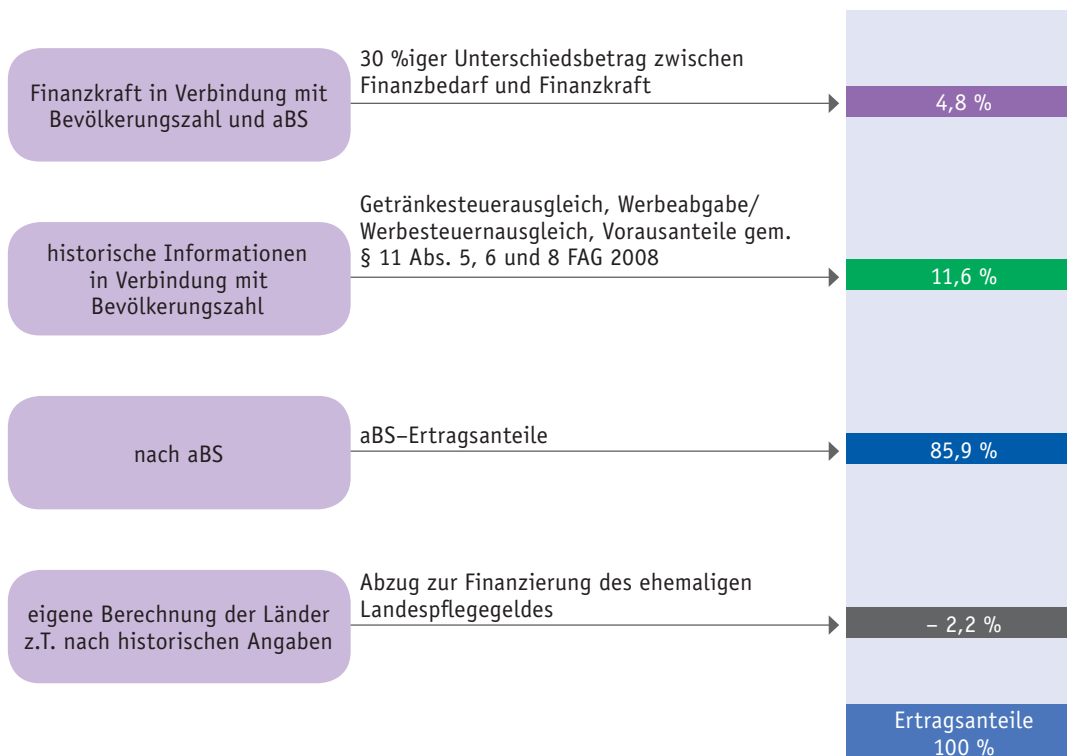 Finanzkraft in Verbindung mit
Bevölkerungszahl und aBS
30 %iger Unterschiedsbetrag zwischen
Finanzbedarf und Finanzkraft
4,8 %
historische Informationen
in Verbindung mit
Bevölkerungszahl
Getränkesteuerausgleich, Werbeabgabe/
Werbesteuernausgleich, Vorausanteile gem.
§ 11 Abs. 5, 6 und 8 FAG 2008
11,6 %
nach aBS
aBS–Ertragsanteile
85,9 %
eigene Berechnung der Länder
z.T. nach historischen Angaben
Abzug zur Finanzierung des ehemaligen
Landespflegegeldes
– 2,2 %
Ertragsanteile
100 %